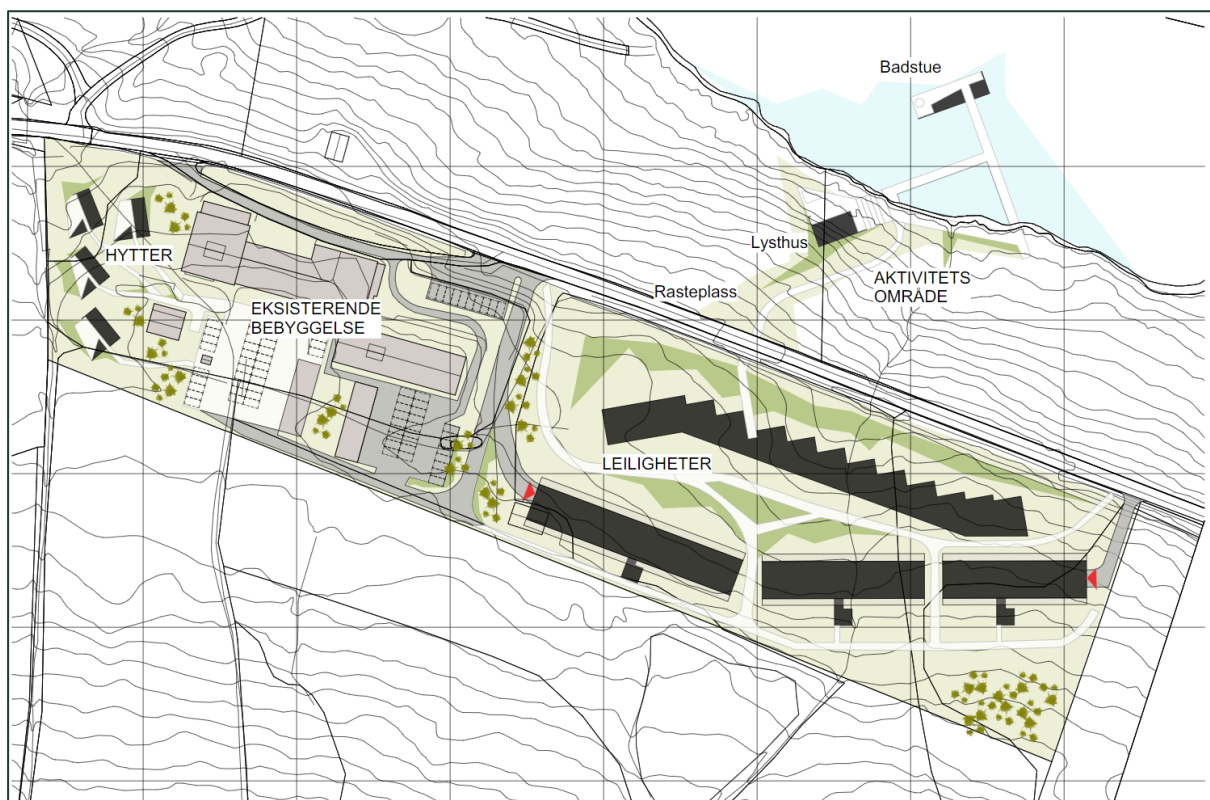 Badstue
Lysthus
HYTTER
AKTIVITETS
OMRÅDE
Rasteplass
EKSISTERENDE
BEBYGGELSE
LEILIGHETER